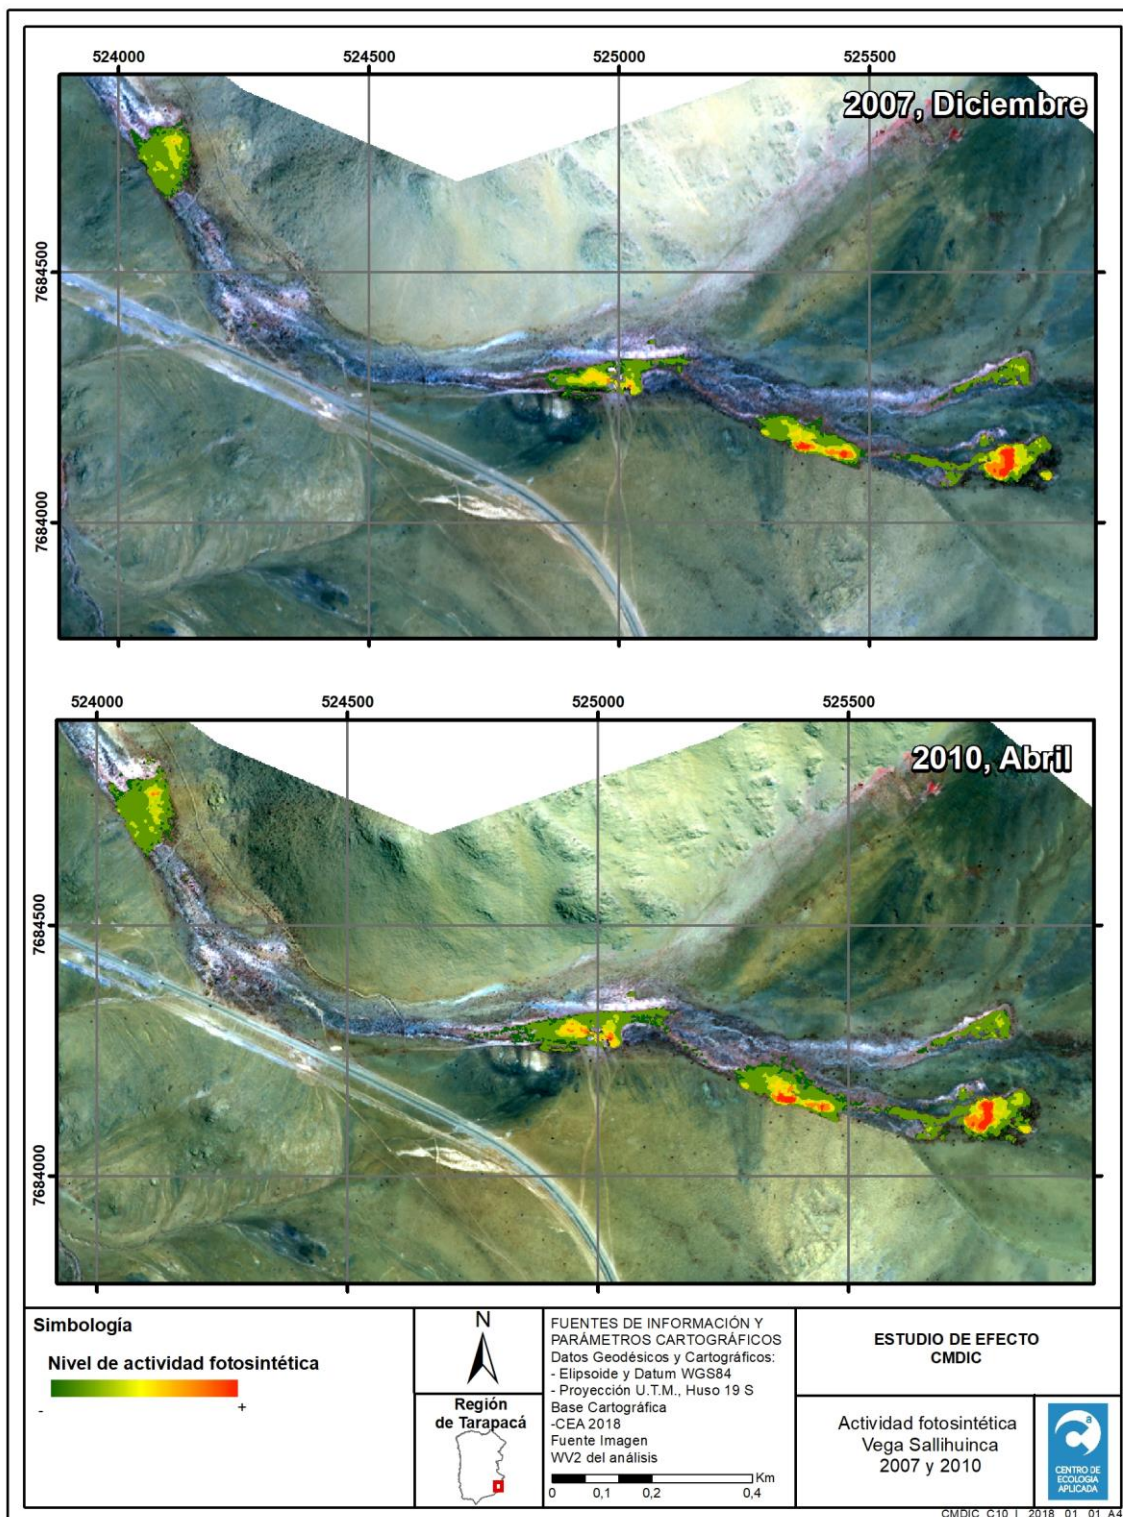 524000 524500 525000 525500
2007, Diciembre
7684500
7684000
524000 524500 525000 525500
2010, Abril
7684500
7684000
Simbología
Nivel de actividad fotosintética
- +
N
Región
de Tarapacá
FUENTES DE INFORMACIÓN Y
PARÁMETROS CARTOGRÁFICOS
Datos Geodésicos y Cartográficos:
- Elipsoide y Datum WGS84
- Proyección U.T.M., Huso 19 S
Base Cartográfica
-CEA 2018
Fuente Imagen
WV2 del análisis
Km
0 0,1 0,2 0,4
ESTUDIO DE EFECTO
CMDIC
Actividad fotosintética
Vega Sallihuinca
2007 y 2010
a
CENTRO DE
ECOLOGIA
APLICADA
CMDIC_C10_I_2018_01_01_A4